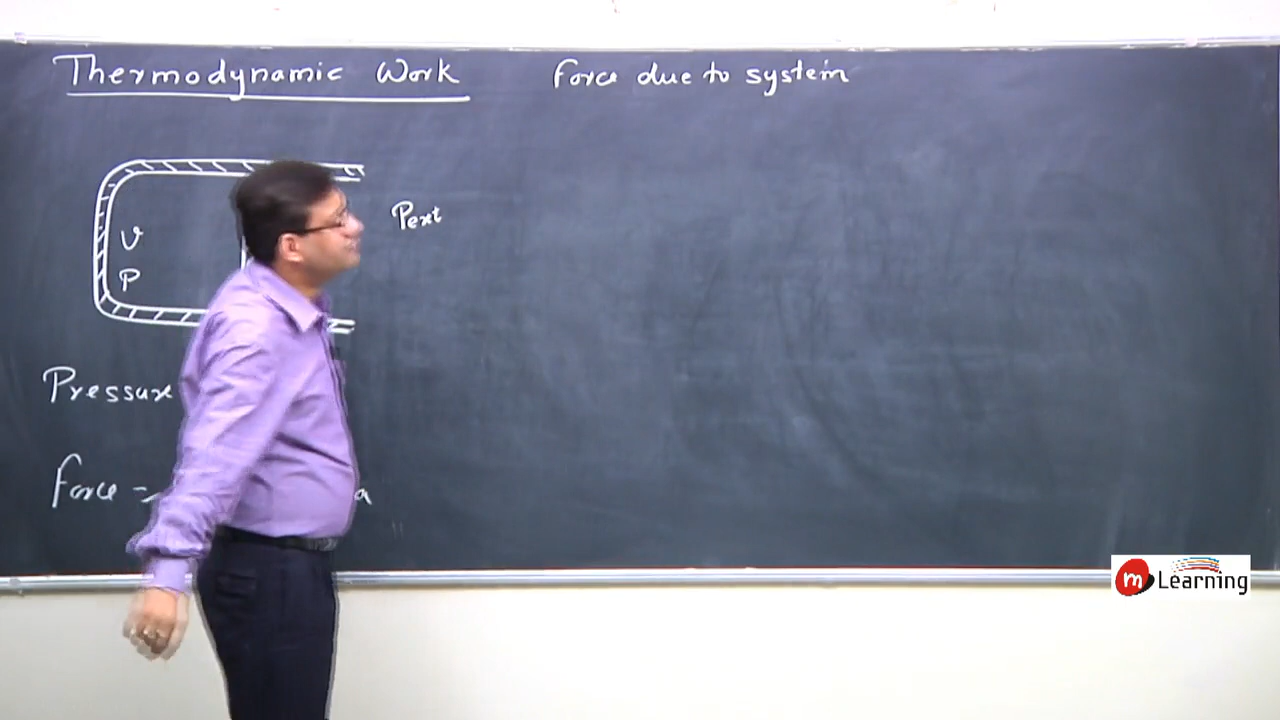 Thermodynamic Work
Force due to system
Pext
V
P
Pressure
Force =
a
m Learning